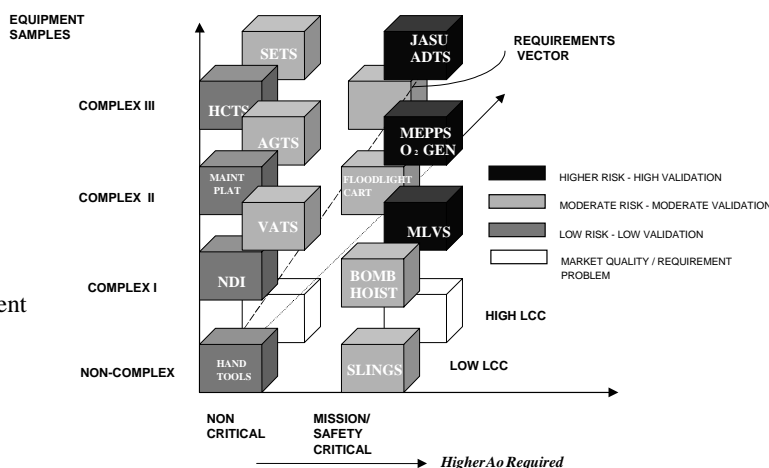 EQUIPMENT
SAMPLES
JASU
ADTS
REQUIREMENTS
VECTOR
SETS
COMPLEX III
HCTS
AGTS
MEPPS
O2 GEN
HIGHER RISK - HIGH VALIDATION
MAINT
PLAT
FLOODLIGHT
CART
COMPLEX II
MODERATE RISK - MODERATE VALIDATION
VATS
MLVS
LOW RISK - LOW VALIDATION
MARKET QUALITY / REQUIREMENT
PROBLEM
NDI
BOMB
HOIST
COMPLEX I
ent
HIGH LCC
HAND
TOOLS
SLINGS
LOW LCC
NON-COMPLEX
NON
CRITICAL
MISSION/
SAFETY
CRITICAL
Higher Ao Required